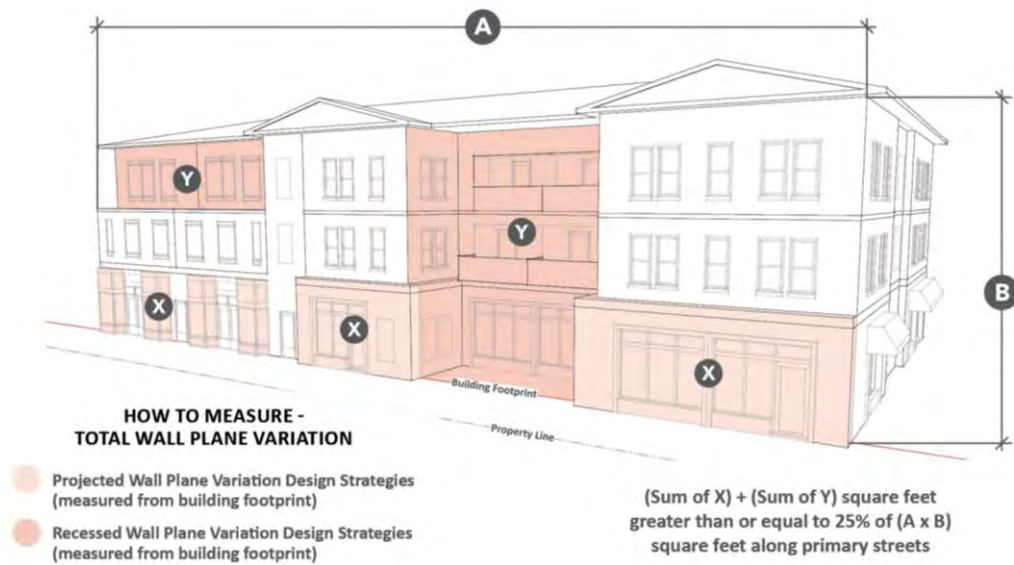 A
Y
Y
B
X
X
X
Building Footprint
Property Line
HOW TO MEASURE -
TOTAL WALL PLANE VARIATION
Projected Wall Plane Variation Design Strategies
(measured from building footprint)
Recessed Wall Plane Variation Design Strategies
(measured from building footprint)
(Sum of X) + (Sum of Y) square feet
greater than or equal to 25% of (A x B)
square feet along primary streets